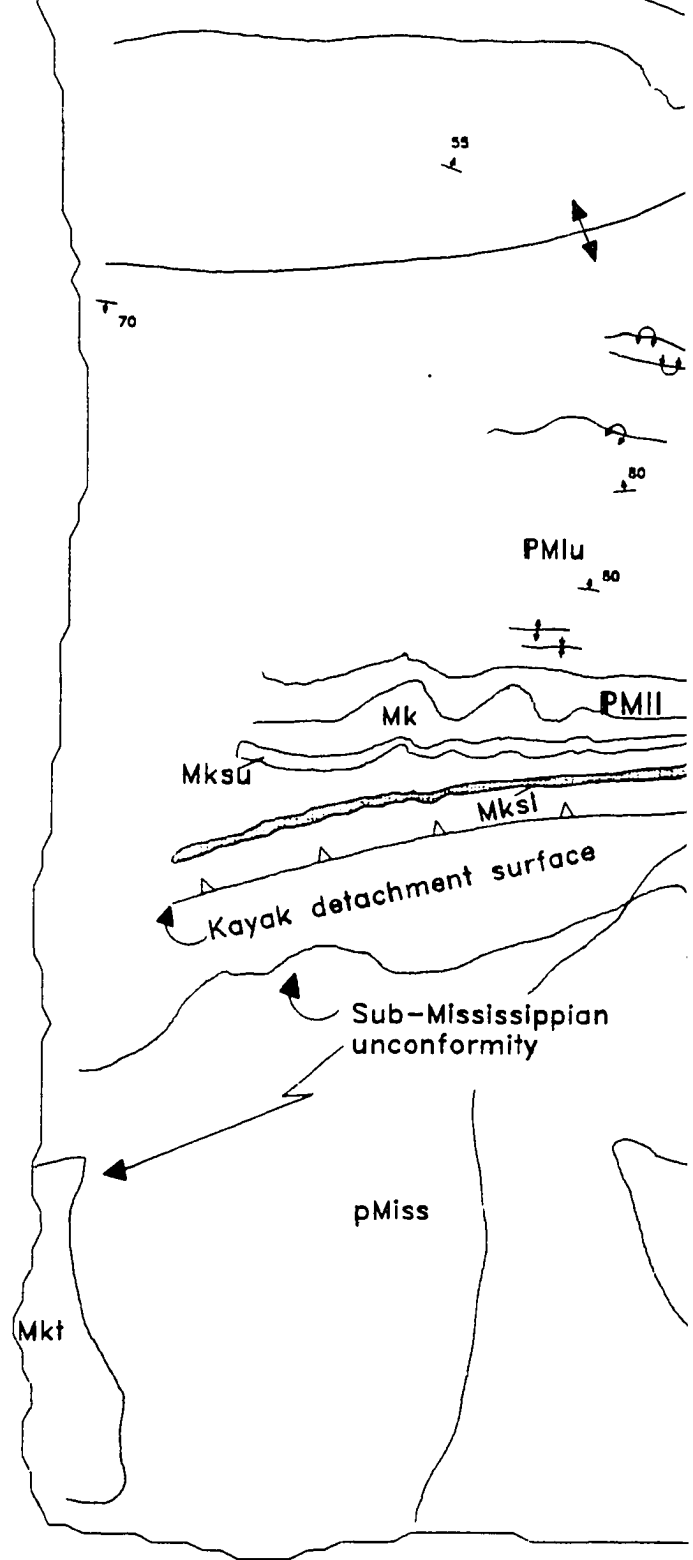 55
70
80
PMlu
80
PMll
Mk
Mksu
Mksl
Kayak detachment surface
Sub-Mississippian
unconformity
pMiss
Mkt